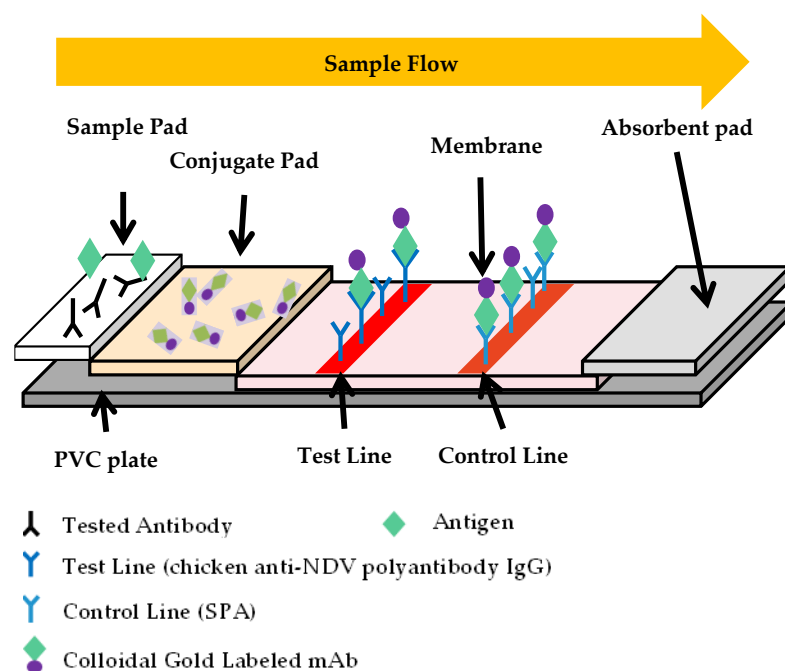 Sample Flow
Sample Pad
Conjugate Pad
Membrane
Absorbent pad
PVC plate
Test Line
Control Line
Tested Antibody
Antigen
Test Line (chicken anti-NDV polyantibody IgG)
Control Line (SPA)
Colloidal Gold Labeled mAb